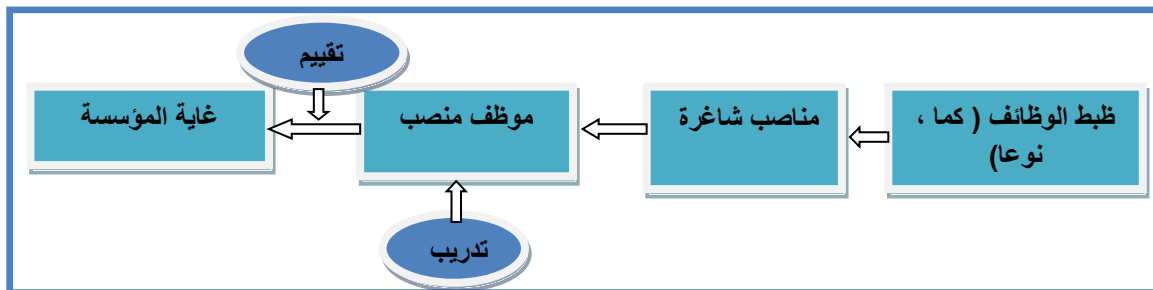 تقييم
ظبط الوظائف ( كما ،
نوعا)
مناصب شاغرة
موظف منصب
غاية المؤسسة
تدريب